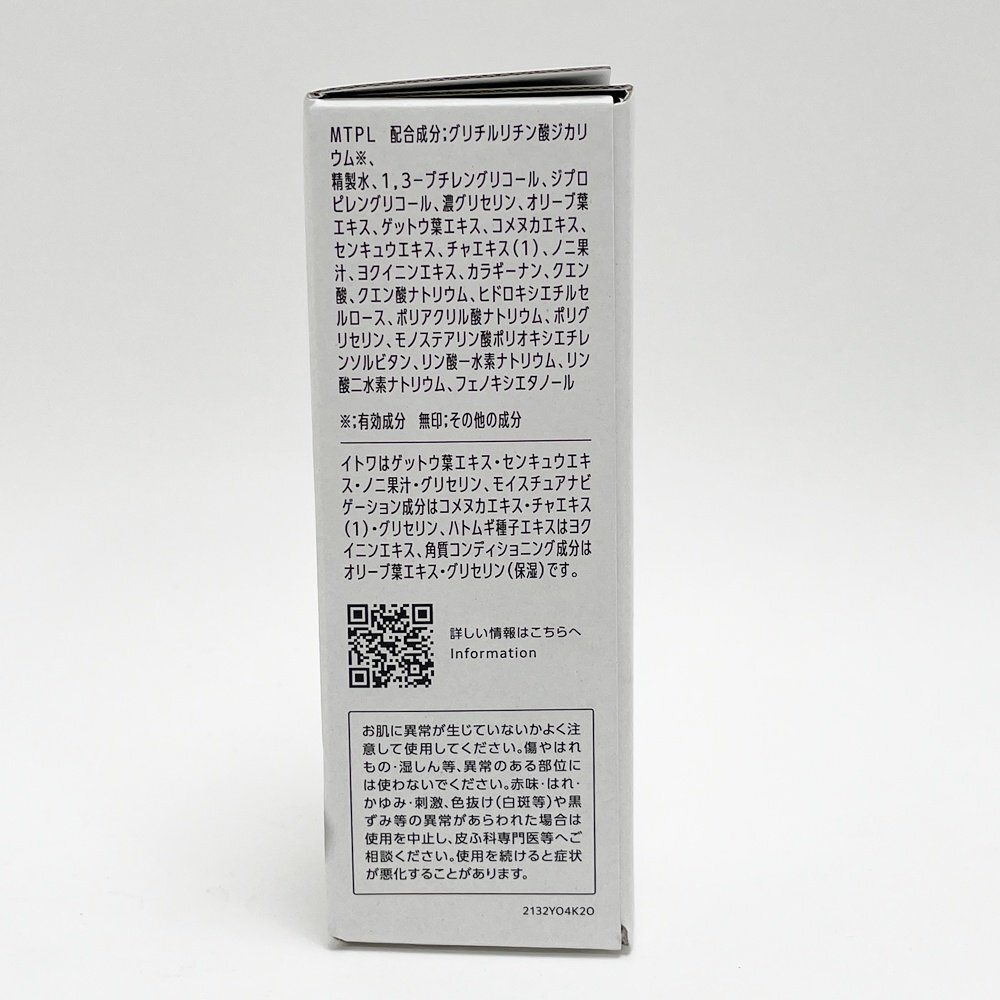 MTPL 配合成分;グリチルリチン酸ジカリ
ウム※、
精製水、1,3ーブチレングリコール、ジプロ
ピレングリコール、濃グリセリン、オリーブ葉
エキス、ゲットウ葉エキス、コメヌカエキス、
センキュウエキス、チャエキス(1)、ノニ果
汁、ヨクイニンエキス、カラギーナン、クエン
酸、クエン酸ナトリウム、ヒドロキシエチルセ
ルロース、ポリアクリル酸ナトリウム、ポリグ
リセリン、モノステアリン酸ポリオキシエチレ
ンソルビタン、リン酸一水素ナトリウム、リン
酸二水素ナトリウム、フェノキシエタノール
※;有効成分 無印;その他の成分
イトワはゲットウ葉エキス・センキュウエキ
ス・ノニ果汁・グリセリン、モイスチュアナビ
ゲーション成分はコメヌカエキス・チャエキス
(1)・グリセリン、ハトムギ種子エキスはヨク
イニンエキス、角質コンディショニング成分は
オリーブ葉エキス・グリセリン(保湿)です。
詳しい情報はこちらへ
Information
お肌に異常が生じていないかよく注
意して使用してください。傷やはれ
もの・湿しん等、異常のある部位に
は使わないでください。赤味・はれ・
かゆみ・刺激、色抜け(白斑等)や黒
ずみ等の異常があらわれた場合は
使用を中止し、皮ふ科専門医等へご
相談ください。使用を続けると症状
が悪化することがあります。
2132YO4K2O